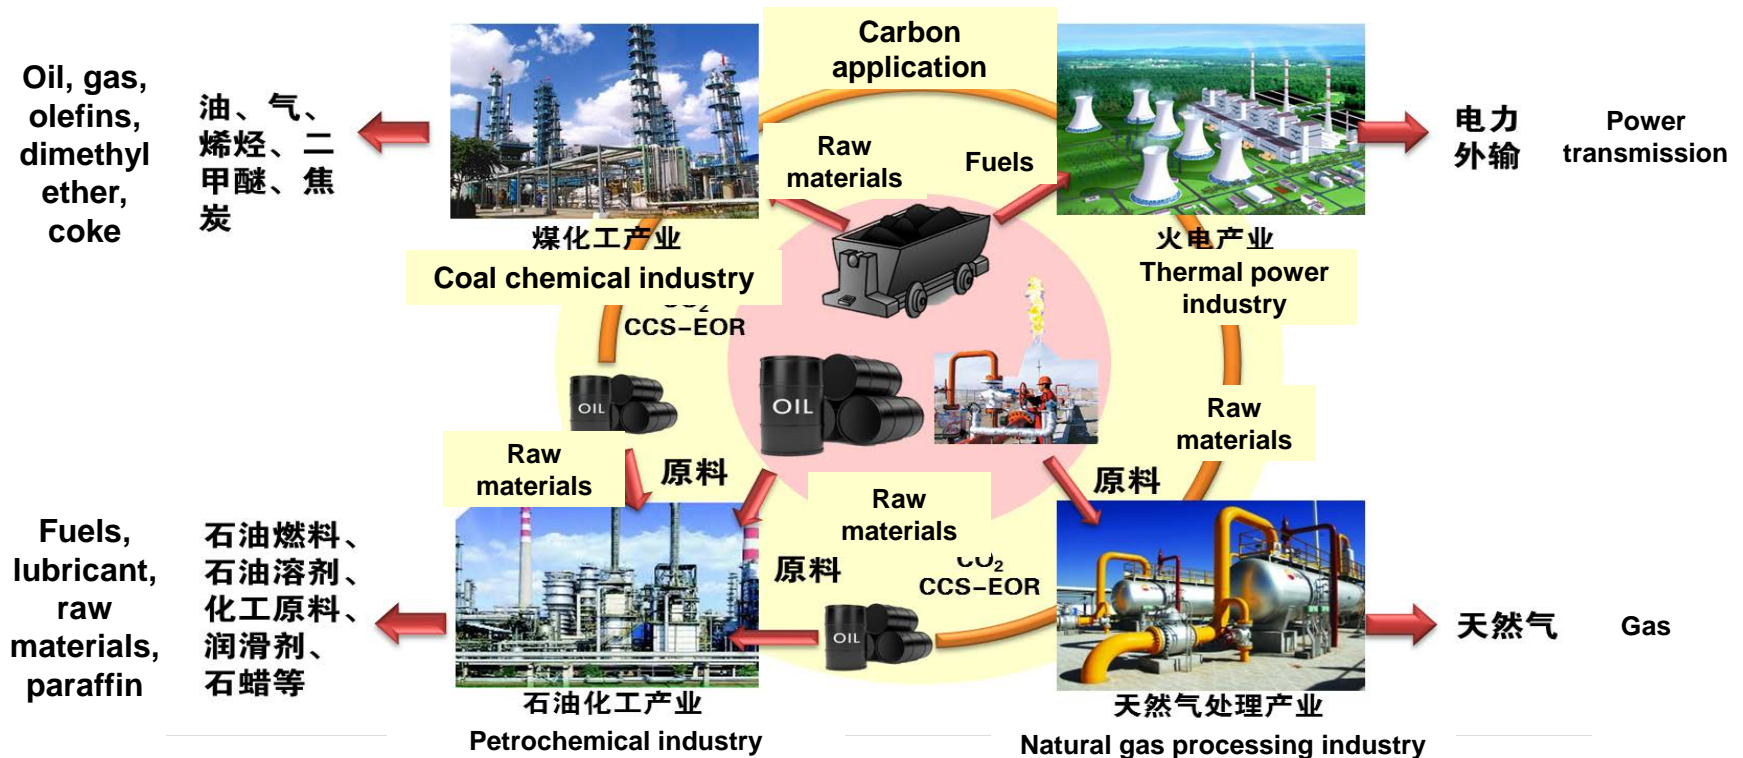 Carbon
application
Oil, gas,
olefins,
dimethyl
ether,
coke
油、气、
烯烃、二
甲醚、焦
炭
Raw
materials
Fuels
电力
外输
Power
transmission
煤化工产业
Coal chemical industry
火电产业
Thermal power
industry
CO2
CCS-EOR
OIL
OIL
Raw
materials
Raw
materials
原料
Raw
materials
原料
Fuels,
lubricant,
raw
materials,
paraffin
石油燃料、
石油溶剂、
化工原料、
润滑剂、
石蜡等
原料
CO2
CCS-EOR
OIL
天然气
Gas
石油化工产业
Petrochemical industry
天然气处理产业
Natural gas processing industry